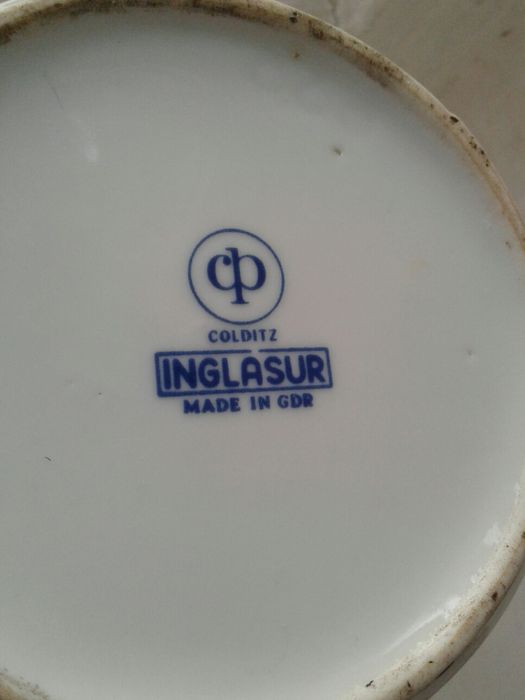 cp
COLDITZ
INGLASUR
MADE IN GDR